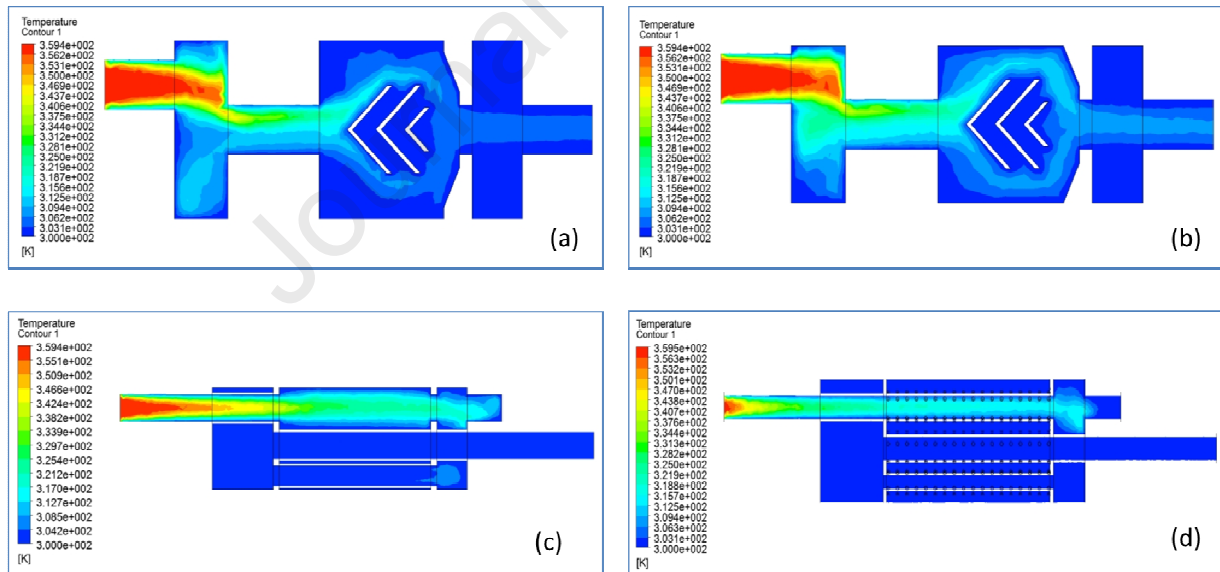 Temperature
Contour 1
3.594e+002
3.562e+002
3.531e+002
3.500e+002
3.469e+002
3.437e+002
3.406e+002
3.375e+002
3.344e+002
3.312e+002
3.281e+002
3.250e+002
3.219e+002
3.187e+002
3.156e+002
3.125e+002
3.094e+002
3.062e+002
3.031e+002
3.000e+002
[K]
(a)
Temperature
Contour 1
3.594e+002
3.562e+002
3.531e+002
3.500e+002
3.469e+002
3.437e+002
3.406e+002
3.375e+002
3.344e+002
3.312e+002
3.281e+002
3.250e+002
3.219e+002
3.187e+002
3.156e+002
3.125e+002
3.094e+002
3.062e+002
3.031e+002
3.000e+002
[K]
(b)
Temperature
Contour 1
3.594e+002
3.551e+002
3.509e+002
3.466e+002
3.424e+002
3.382e+002
3.339e+002
3.297e+002
3.254e+002
3.212e+002
3.170e+002
3.127e+002
3.085e+002
3.042e+002
3.000e+002
[K]
(c)
Temperature
Contour 1
3.595e+002
3.563e+002
3.532e+002
3.501e+002
3.470e+002
3.438e+002
3.407e+002
3.376e+002
3.344e+002
3.313e+002
3.282e+002
3.250e+002
3.219e+002
3.188e+002
3.157e+002
3.125e+002
3.094e+002
3.063e+002
3.031e+002
3.000e+002
[K]
(d)